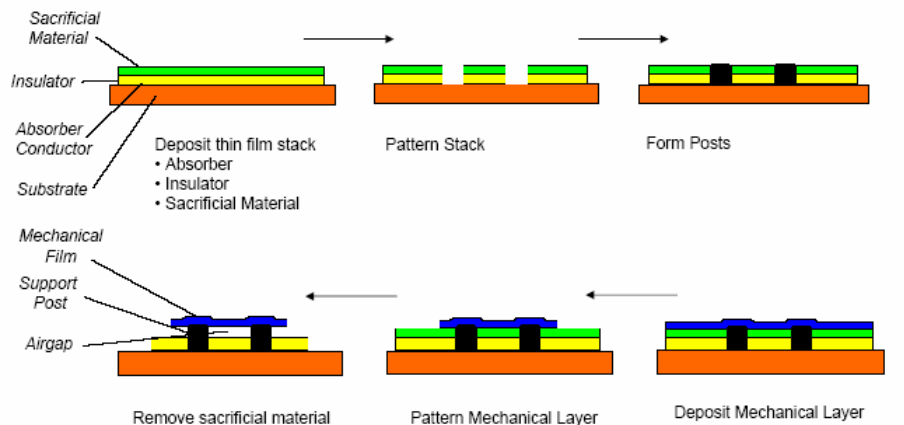 Sacrificial
Material
Insulator
Absorber
Conductor
Substrate
Deposit thin film stack
• Absorber
• Insulator
• Sacrificial Material
Pattern Stack
Form Posts
Mechanical
Film
Support
Post
Airgap
Remove sacrificial material
Pattern Mechanical Layer
Deposit Mechanical Layer